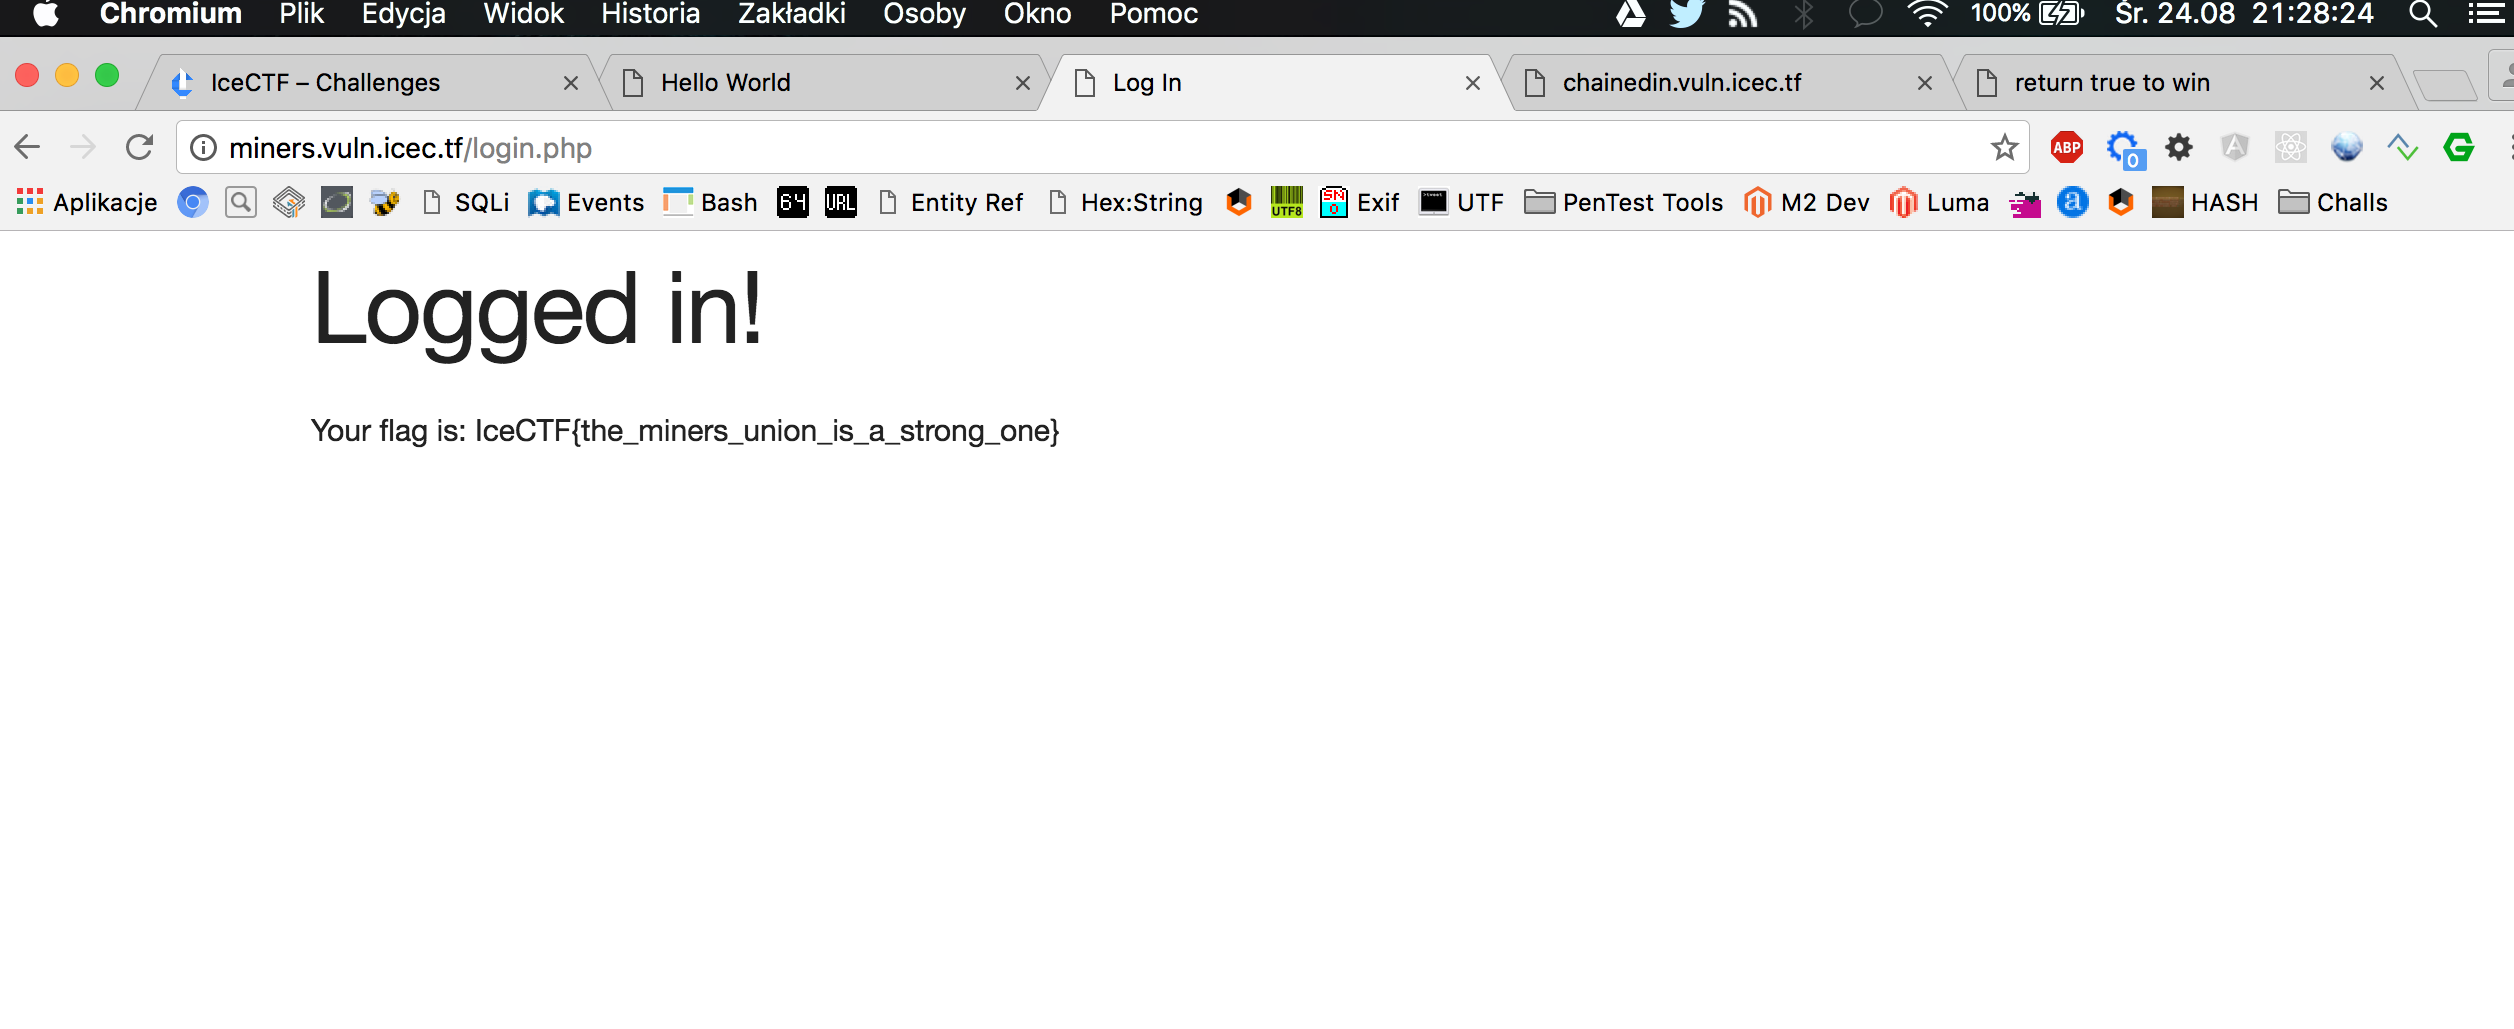 Chromium Plik Edycja Widok Historia Zakładki Osoby Okno Pomoc 100% Śr. 24.08 21:28:24
IceCTF – Challenges Hello World Log In chainedin.vuln.icec.tf return true to win
miners.vuln.icec.tf/login.php ABP 0
Aplikacje SQLi Events 64 Bash URL Entity Ref Hex:String UTF8 SN 0 Exif UTF PenTest Tools M2 Dev Luma a HASH Challs
Logged in!
Your flag is: IceCTF{the_miners_union_is_a_strong_one}